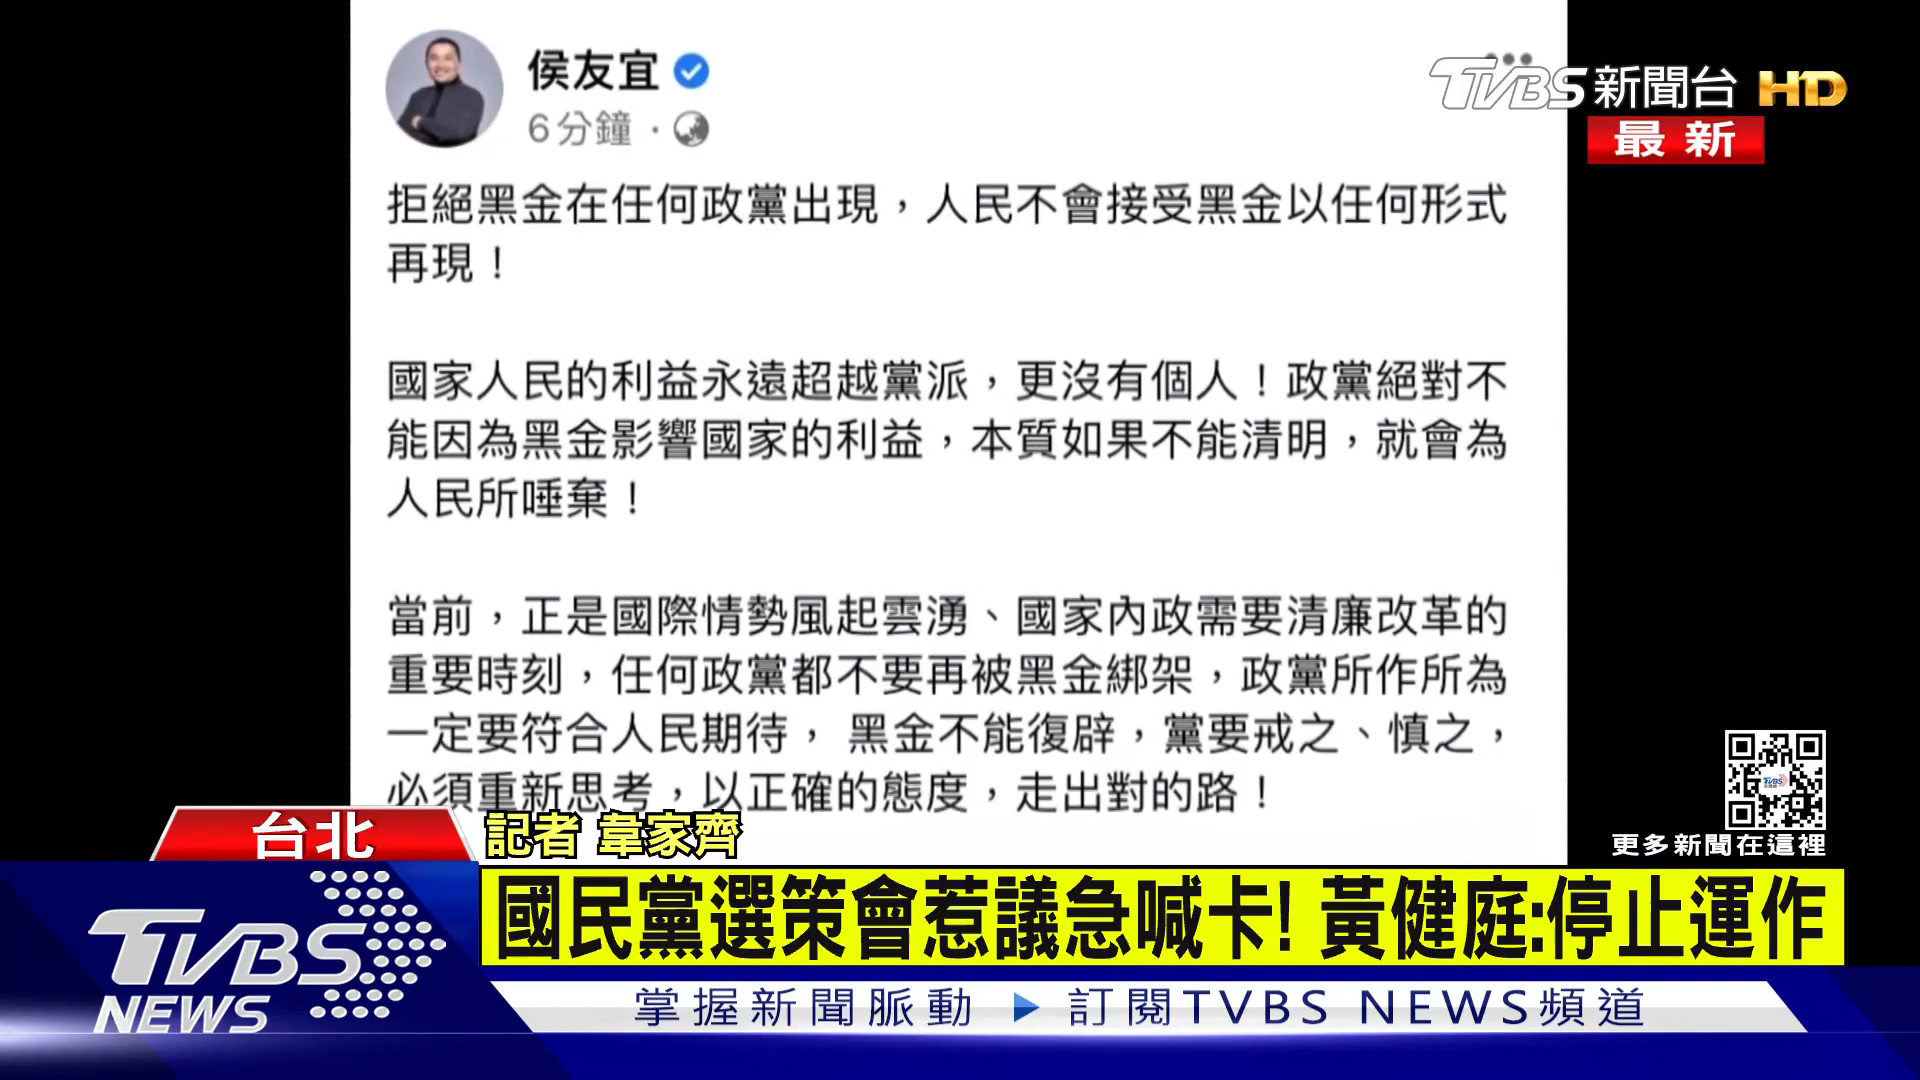 侯友宜
6分鐘·
TVBS新聞台 HD
最新
拒絕黑金在任何政黨出現，人民不會接受黑金以任何形式
再現！
國家人民的利益永遠超越黨派，更沒有個人！政黨絕對不
能因為黑金影響國家的利益，本質如果不能清明，就會為
人民所唾棄！
當前，正是國際情勢風起雲湧、國家內政需要清廉改革的
重要時刻，任何政黨都不要再被黑金綁架，政黨所作所為
一定要符合人民期待， 黑金不能復辟，黨要戒之、慎之，
必須重新思考，以正確的態度，走出對的路！
TVBS
更多新聞在這裡
台北
記者 韋家齊
國民黨選策會惹議急喊卡! 黃健庭:停止運作
TVBS
NEWS
掌握新聞脈動 ▶ 訂閱TVBS NEWS頻道